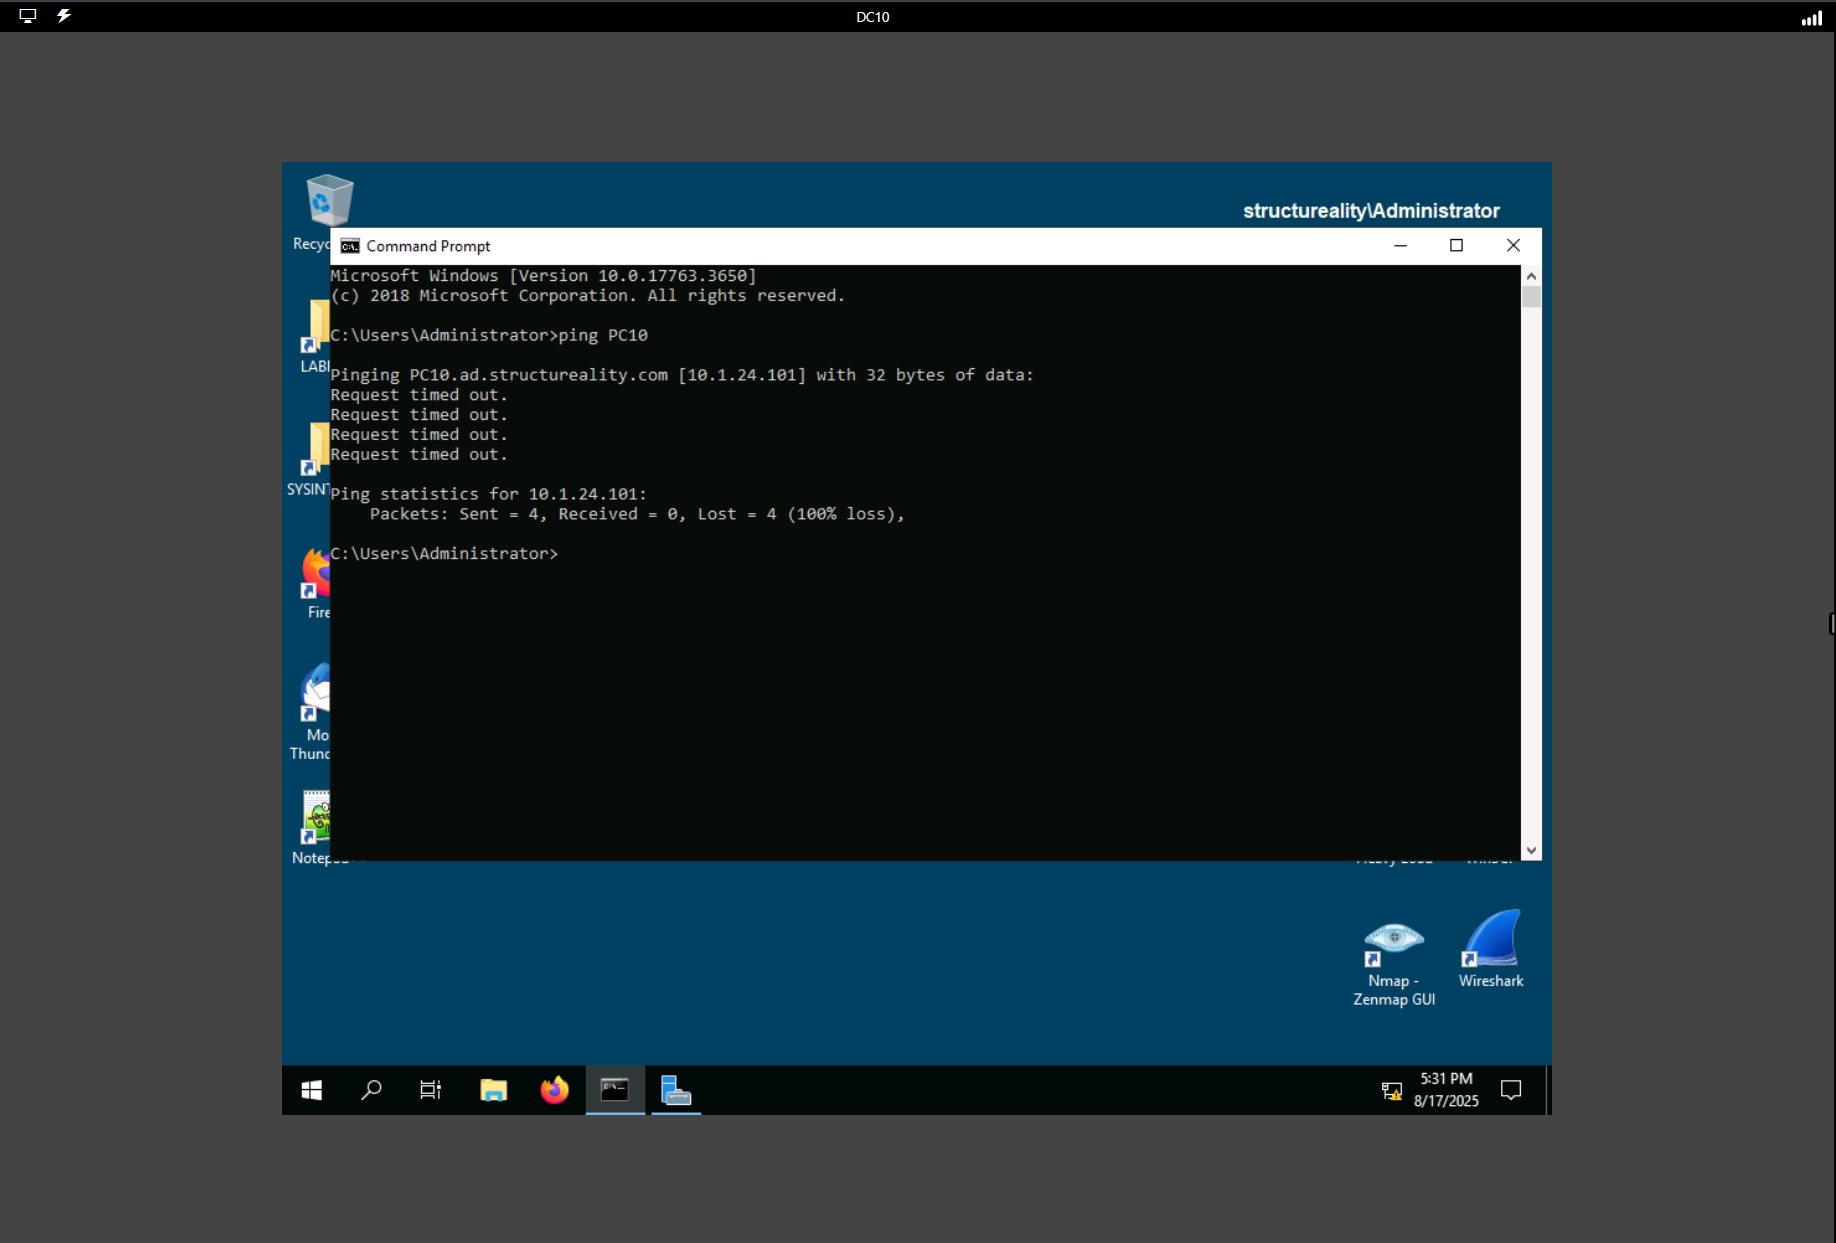 DC10
structureality\Administrator
Recyc
Command Prompt
Microsoft Windows [Version 10.0.17763.3650]
(c) 2018 Microsoft Corporation. All rights reserved.
C:\Users\Administrator>ping PC10
LAB
Pinging PC10.ad.structureality.com [10.1.24.101] with 32 bytes of data:
Request timed out.
Request timed out.
Request timed out.
Request timed out.
SYSINT
Ping statistics for 10.1.24.101:
Packets: Sent = 4, Received = 0, Lost = 4 (100% loss),
C:\Users\Administrator>
Fire
Mo
Thund
Notep
Nmap -
Zenmap GUI
Wireshark
5:31 PM
8/17/2025